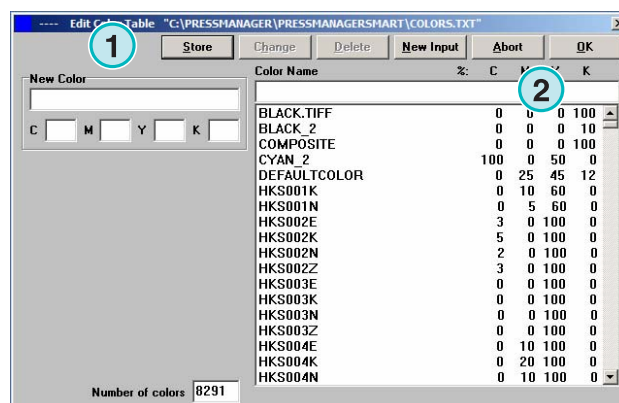 ---- Edit Color Table "C:\PRESSMANAGER\PRESSMANAGERSMART\COLORS.TXT"
1
Store Change Delete New Input Abort OK
New Color
Color Name %: C M Y K
2
C M Y K
BLACK.TIFF 0 0 0 100
BLACK_2 0 0 0 10
COMPOSITE 0 0 0 100
CYAN_2 100 0 50 0
DEFAULTCOLOR 0 25 45 12
HKS001K 0 10 60 0
HKS001N 0 5 60 0
HKS002E 3 0 100 0
HKS002K 5 0 100 0
HKS002N 2 0 100 0
HKS002Z 3 0 100 0
HKS003E 0 0 100 0
HKS003K 0 0 100 0
HKS003N 0 0 100 0
HKS003Z 0 0 100 0
HKS004E 0 10 100 0
HKS004K 0 20 100 0
HKS004N 0 10 100 0
Number of colors 8291